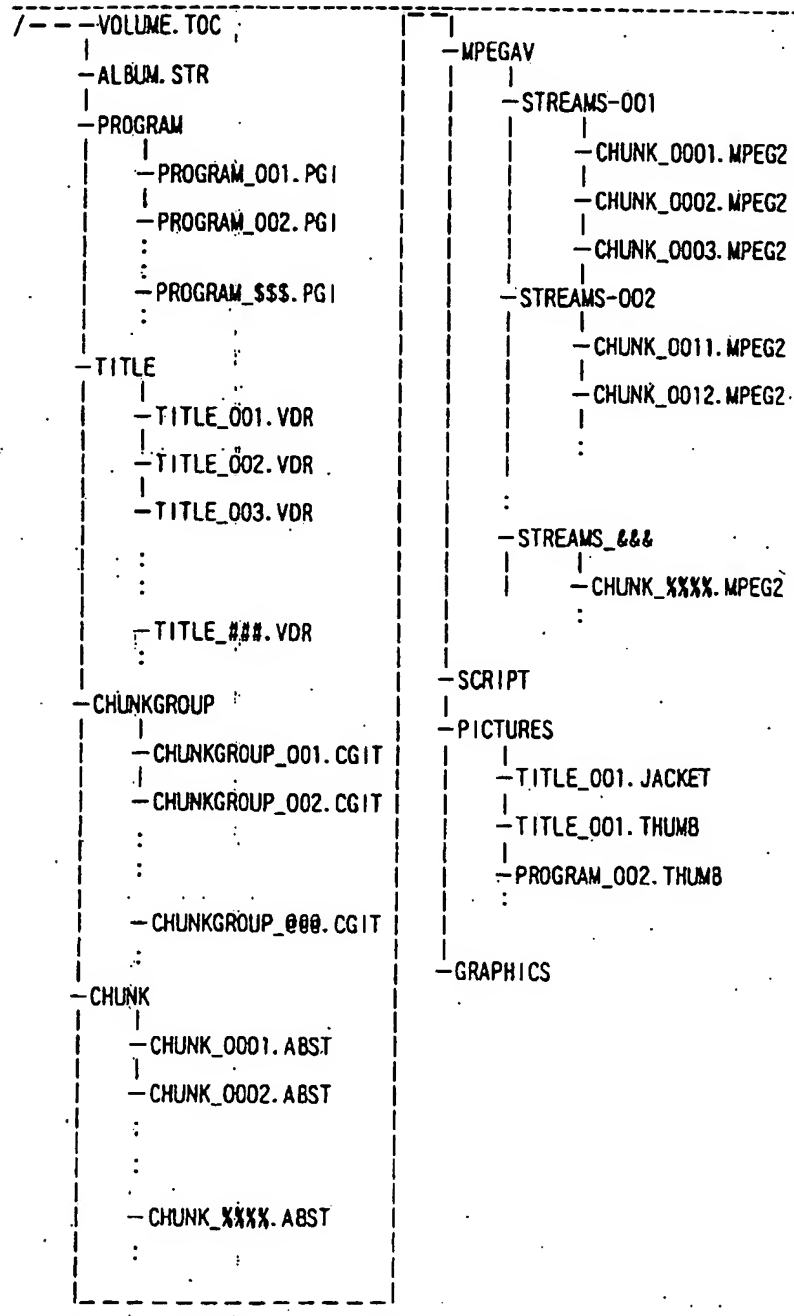 /---VOLUME.TOC
-ALBUM.STR
-PROGRAM
-PROGRAM_001.PGI
-PROGRAM_002.PGI
-PROGRAM_$$$.PGI
-TITLE
-TITLE_001.VDR
-TITLE_002.VDR
-TITLE_003.VDR
-TITLE_###.VDR
-CHUNKGROUP
-CHUNKGROUP_001.CGIT
-CHUNKGROUP_002.CGIT
-CHUNKGROUP_@@@.CGIT
-CHUNK
-CHUNK_0001.ABST
-CHUNK_0002.ABST
-CHUNK_%%%%.ABST
-MPEGAV
-STREAMS-001
-CHUNK_0001.MPEG2
-CHUNK_0002.MPEG2
-CHUNK_0003.MPEG2
-STREAMS-002
-CHUNK_0011.MPEG2
-CHUNK_0012.MPEG2
-STREAMS_&&&
-CHUNK_%%%%.MPEG2
-SCRIPT
-PICTURES
-TITLE_001.JACKET
-TITLE_001.THUMB
-PROGRAM_002.THUMB
-GRAPHICS